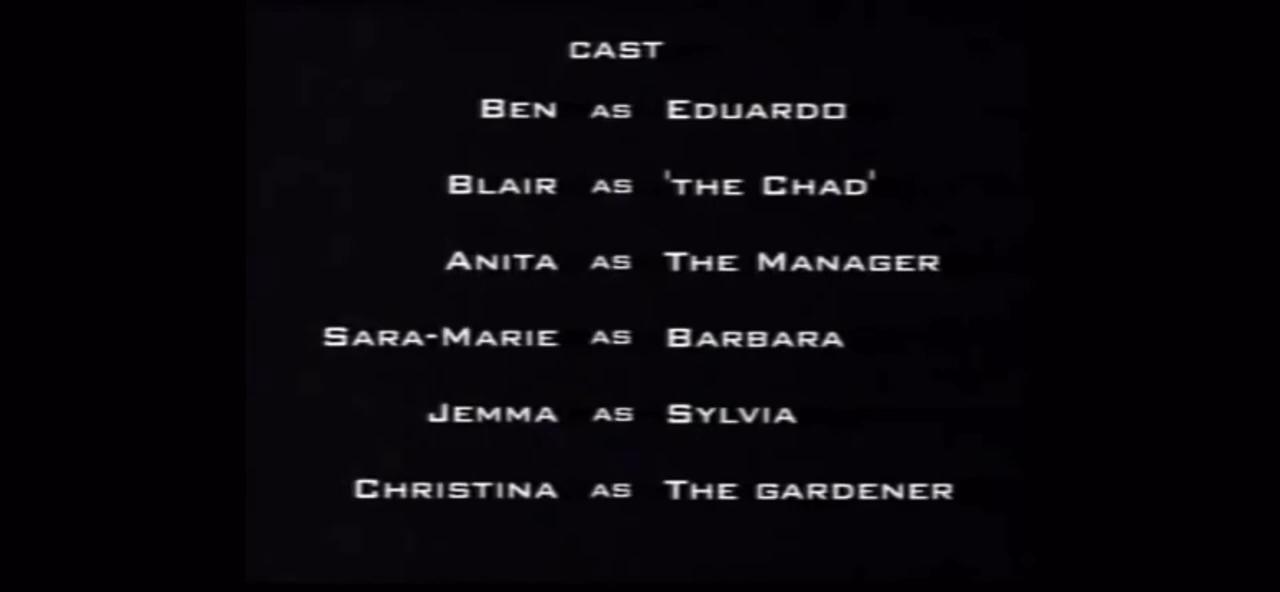 CAST
BEN AS EDUARDO
BLAIR AS 'THE CHAD'
ANITA AS THE MANAGER
SARA-MARIE AS BARBARA
JEMMA AS SYLVIA
CHRISTINA AS THE GARDENER